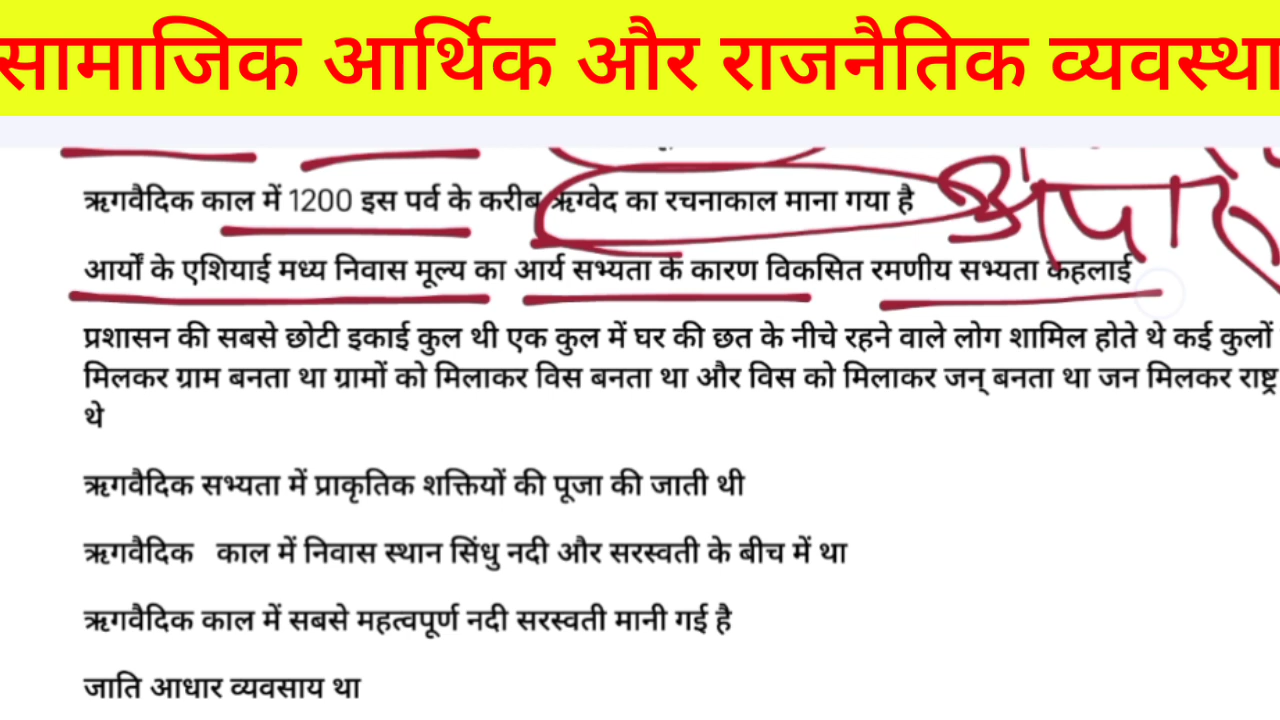 सामाजिक आर्थिक और राजनैतिक व्यवस्था
ऋगवैदिक काल में 1200 इस पर्व के करीब ऋग्वेद का रचनाकाल माना गया है
आर्यों के एशियाई मध्य निवास मूल्य का आर्य सभ्यता के कारण विकसित रमणीय सभ्यता कहलाई
प्रशासन की सबसे छोटी इकाई कुल थी एक कुल में घर की छत के नीचे रहने वाले लोग शामिल होते थे कई कुलों
मिलकर ग्राम बनता था ग्रामों को मिलाकर विस बनता था और विस को मिलाकर जन् बनता था जन मिलकर राष्ट्र
थे
ऋगवैदिक सभ्यता में प्राकृतिक शक्तियों की पूजा की जाती थी
ऋगवैदिक काल में निवास स्थान सिंधु नदी और सरस्वती के बीच में था
ऋगवैदिक काल में सबसे महत्वपूर्ण नदी सरस्वती मानी गई है
जाति आधार व्यवसाय था